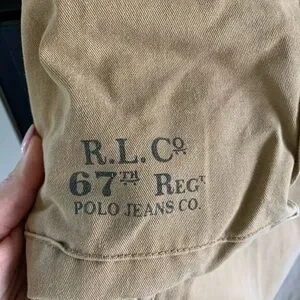 R.L.Cº
67TH REGT
POLO JEANS CO.